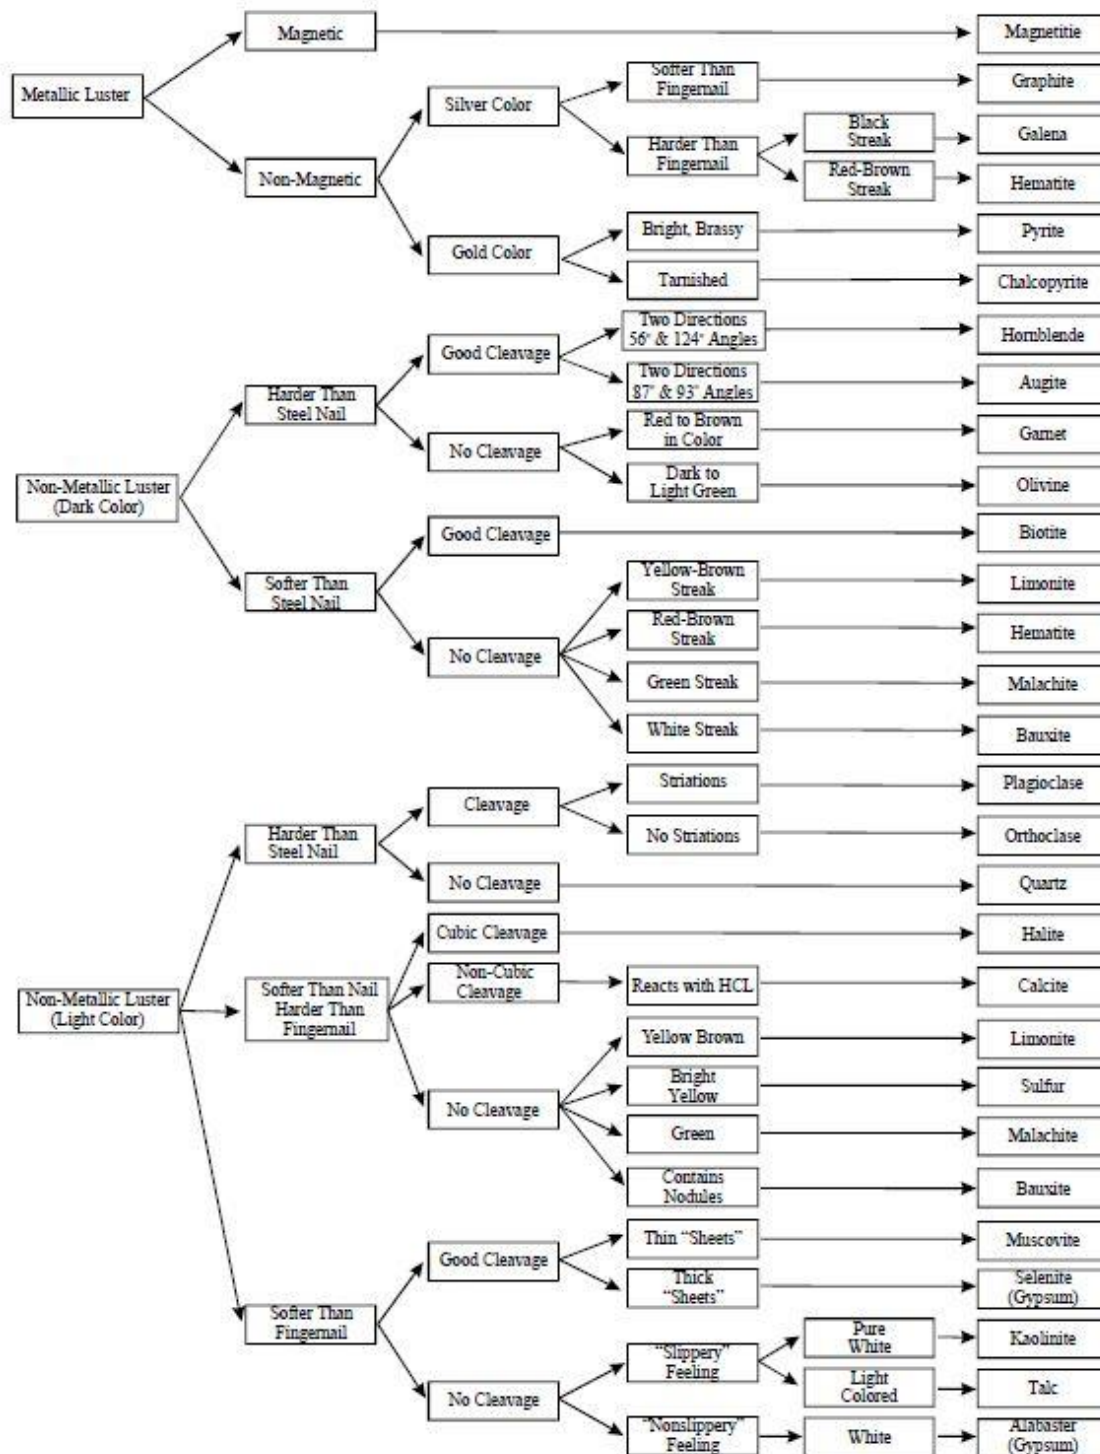 Magnetic
Magnetitie
Metallic Luster
Softer Than
Fingernail
Graphite
Silver Color
Black
Streak
Galena
Harder Than
Fingernail
Non-Magnetic
Red-Brown
Streak
Hematite
Bright, Brassy
Pyrite
Gold Color
Tarnished
Chalcopyrite
Two Directions
56° & 124° Angles
Hornblende
Good Cleavage
Two Directions
87° & 93° Angles
Augite
Harder Than
Steel Nail
Red to Brown
in Color
Garnet
No Cleavage
Dark to
Light Green
Olivine
Non-Metallic Luster
(Dark Color)
Good Cleavage
Biotite
Softer Than
Steel Nail
Yellow-Brown
Streak
Limonite
Red-Brown
Streak
Hematite
No Cleavage
Green Streak
Malachite
White Streak
Bauxite
Striations
Plagioclase
Cleavage
Harder Than
Steel Nail
No Striations
Orthoclase
No Cleavage
Quartz
Cubic Cleavage
Halite
Non-Metallic Luster
(Light Color)
Softer Than Nail
Harder Than
Fingernail
Non-Cubic
Cleavage
Reacts with HCL
Calcite
Yellow Brown
Limonite
Bright
Yellow
Sulfur
No Cleavage
Green
Malachite
Contains
Nodules
Bauxite
Thin “Sheets”
Muscovite
Good Cleavage
Thick
“Sheets”
Selenite
(Gypsum)
Softer Than
Fingernail
Pure
White
Kaolinite
“Slippery”
Feeling
Light
Colored
Talc
No Cleavage
“Nonslippery”
Feeling
White
Alabaster
(Gypsum)